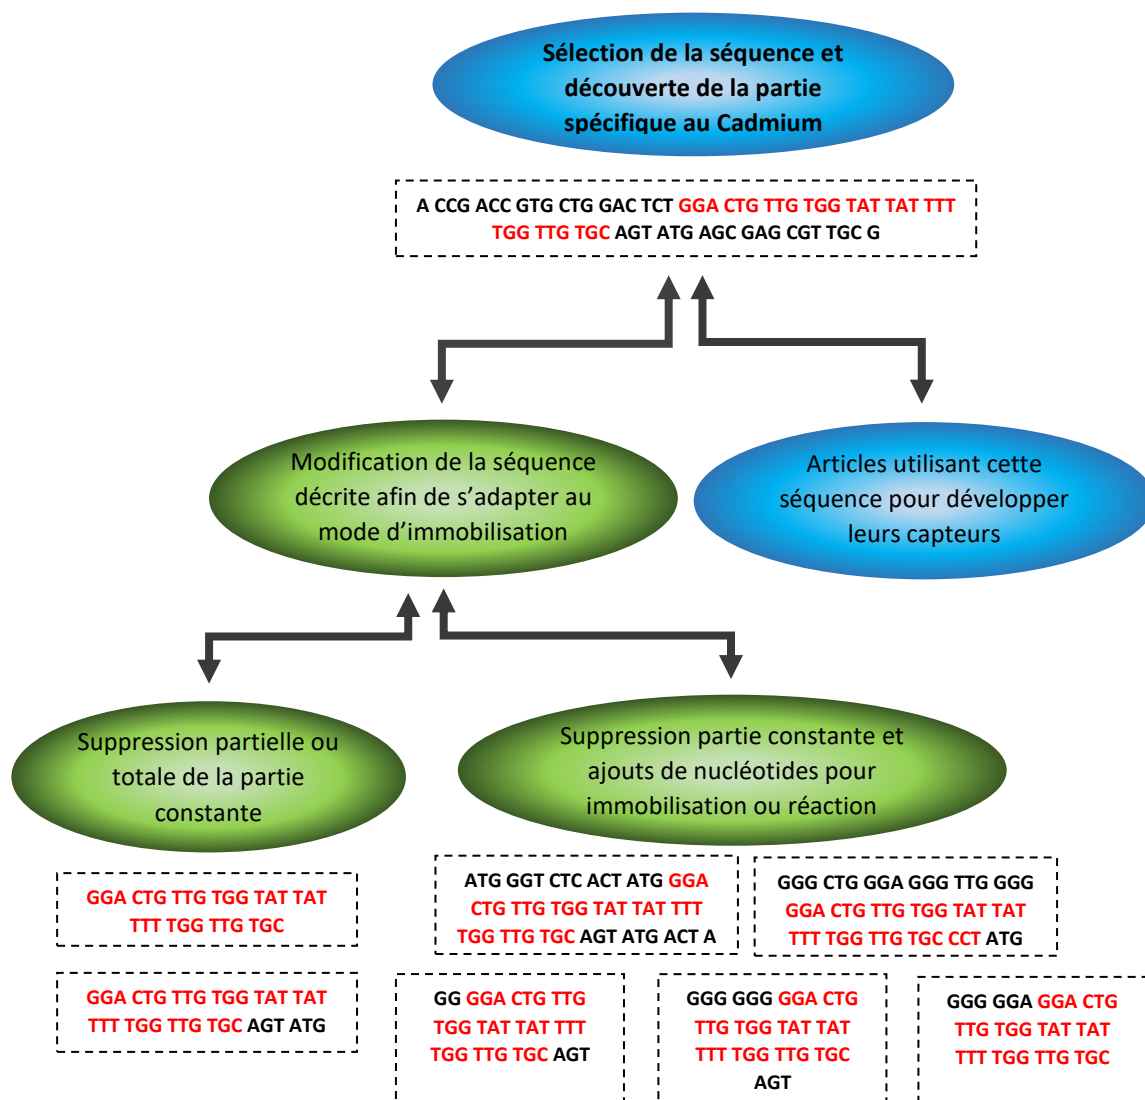 Sélection de la séquence et
découverte de la partie
spécifique au Cadmium
A CCG ACC GTG CTG GAC TCT GGA CTG TTG TGG TAT TAT TTT
TGG TTG TGC AGT ATG AGC GAG CGT TGC G
Modification de la séquence
décrite afin de s’adapter au
mode d’immobilisation
Articles utilisant cette
séquence pour développer
leurs capteurs
Suppression partielle ou
totale de la partie
constante
Suppression partie constante et
ajouts de nucléotides pour
immobilisation ou réaction
GGA CTG TTG TGG TAT TAT
TTT TGG TTG TGC
GGA CTG TTG TGG TAT TAT
TTT TGG TTG TGC AGT ATG
ATG GGT CTC ACT ATG GGA
CTG TTG TGG TAT TAT TTT
TGG TTG TGC AGT ATG ACT A
GGG CTG GGA GGG TTG GGG
GGA CTG TTG TGG TAT TAT
TTT TGG TTG TGC CCT ATG
GG GGA CTG TTG
TGG TAT TAT TTT
TGG TTG TGC AGT
GGG GGG GGA CTG
TTG TGG TAT TAT
TTT TGG TTG TGC
AGT
GGG GGA GGA CTG
TTG TGG TAT TAT
TTT TGG TTG TGC